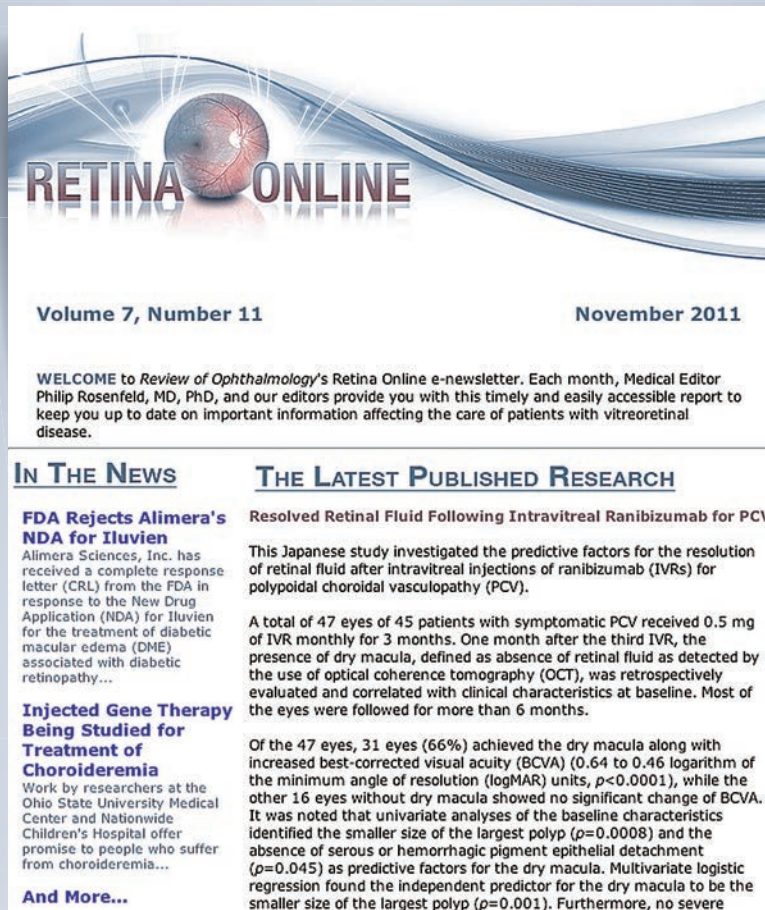 RETINA ONLINE
Volume 7, Number 11
November 2011
WELCOME to Review of Ophthalmology's Retina Online e-newsletter. Each month, Medical Editor
Philip Rosenfeld, MD, PhD, and our editors provide you with this timely and easily accessible report to
keep you up to date on important information affecting the care of patients with vitreoretinal
disease.
IN THE NEWS
FDA Rejects Alimera's
NDA for Iluvien
Alimera Sciences, Inc. has
received a complete response
letter (CRL) from the FDA in
response to the New Drug
Application (NDA) for Iluvien
for the treatment of diabetic
macular edema (DME)
associated with diabetic
retinopathy...
Injected Gene Therapy
Being Studied for
Treatment of
Choroideremia
Work by researchers at the
Ohio State University Medical
Center and Nationwide
Children's Hospital offer
promise to people who suffer
from choroideremia...
And More...
THE LATEST PUBLISHED RESEARCH
Resolved Retinal Fluid Following Intravitreal Ranibizumab for PCV
This Japanese study investigated the predictive factors for the resolution
of retinal fluid after intravitreal injections of ranibizumab (IVRs) for
polypoidal choroidal vasculopathy (PCV).
A total of 47 eyes of 45 patients with symptomatic PCV received 0.5 mg
of IVR monthly for 3 months. One month after the third IVR, the
presence of dry macula, defined as absence of retinal fluid as detected by
the use of optical coherence tomography (OCT), was retrospectively
evaluated and correlated with clinical characteristics at baseline. Most of
the eyes were followed for more than 6 months.
Of the 47 eyes, 31 eyes (66%) achieved the dry macula along with
increased best-corrected visual acuity (BCVA) (0.64 to 0.46 logarithm of
the minimum angle of resolution (logMAR) units, p<0.0001), while the
other 16 eyes without dry macula showed no significant change of BCVA.
It was noted that univariate analyses of the baseline characteristics
identified the smaller size of the largest polyp (p=0.0008) and the
absence of serous or hemorrhagic pigment epithelial detachment
(p=0.045) as predictive factors for the dry macula. Multivariate logistic
regression found the independent predictor for the dry macula to be the
smaller size of the largest polyp (p=0.001). Furthermore, no severe